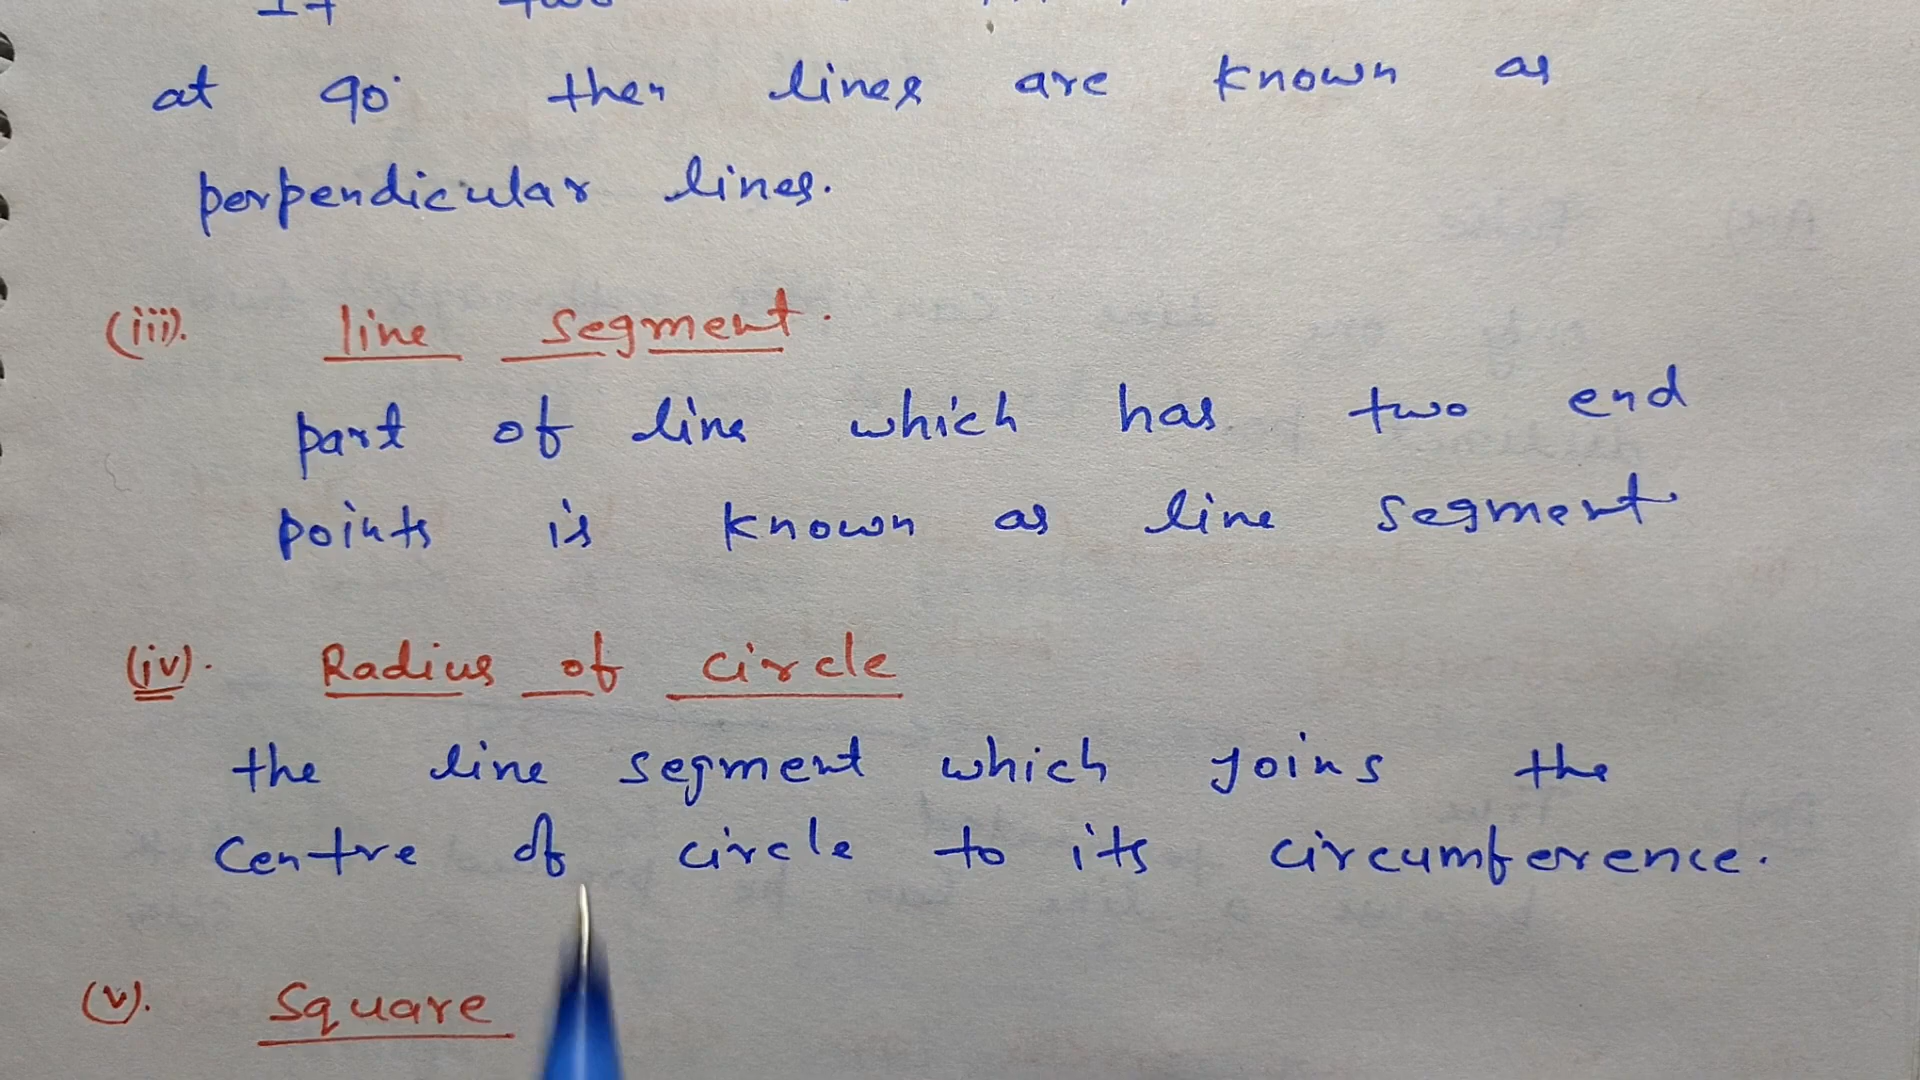 at 90° then lines are known as
perpendicular lines.
(iii). line segment.
part of line which has two end
points is known as line segment
(iv). Radius of circle
the line segment which joins the
Centre of circle to its circumference.
(v). Square